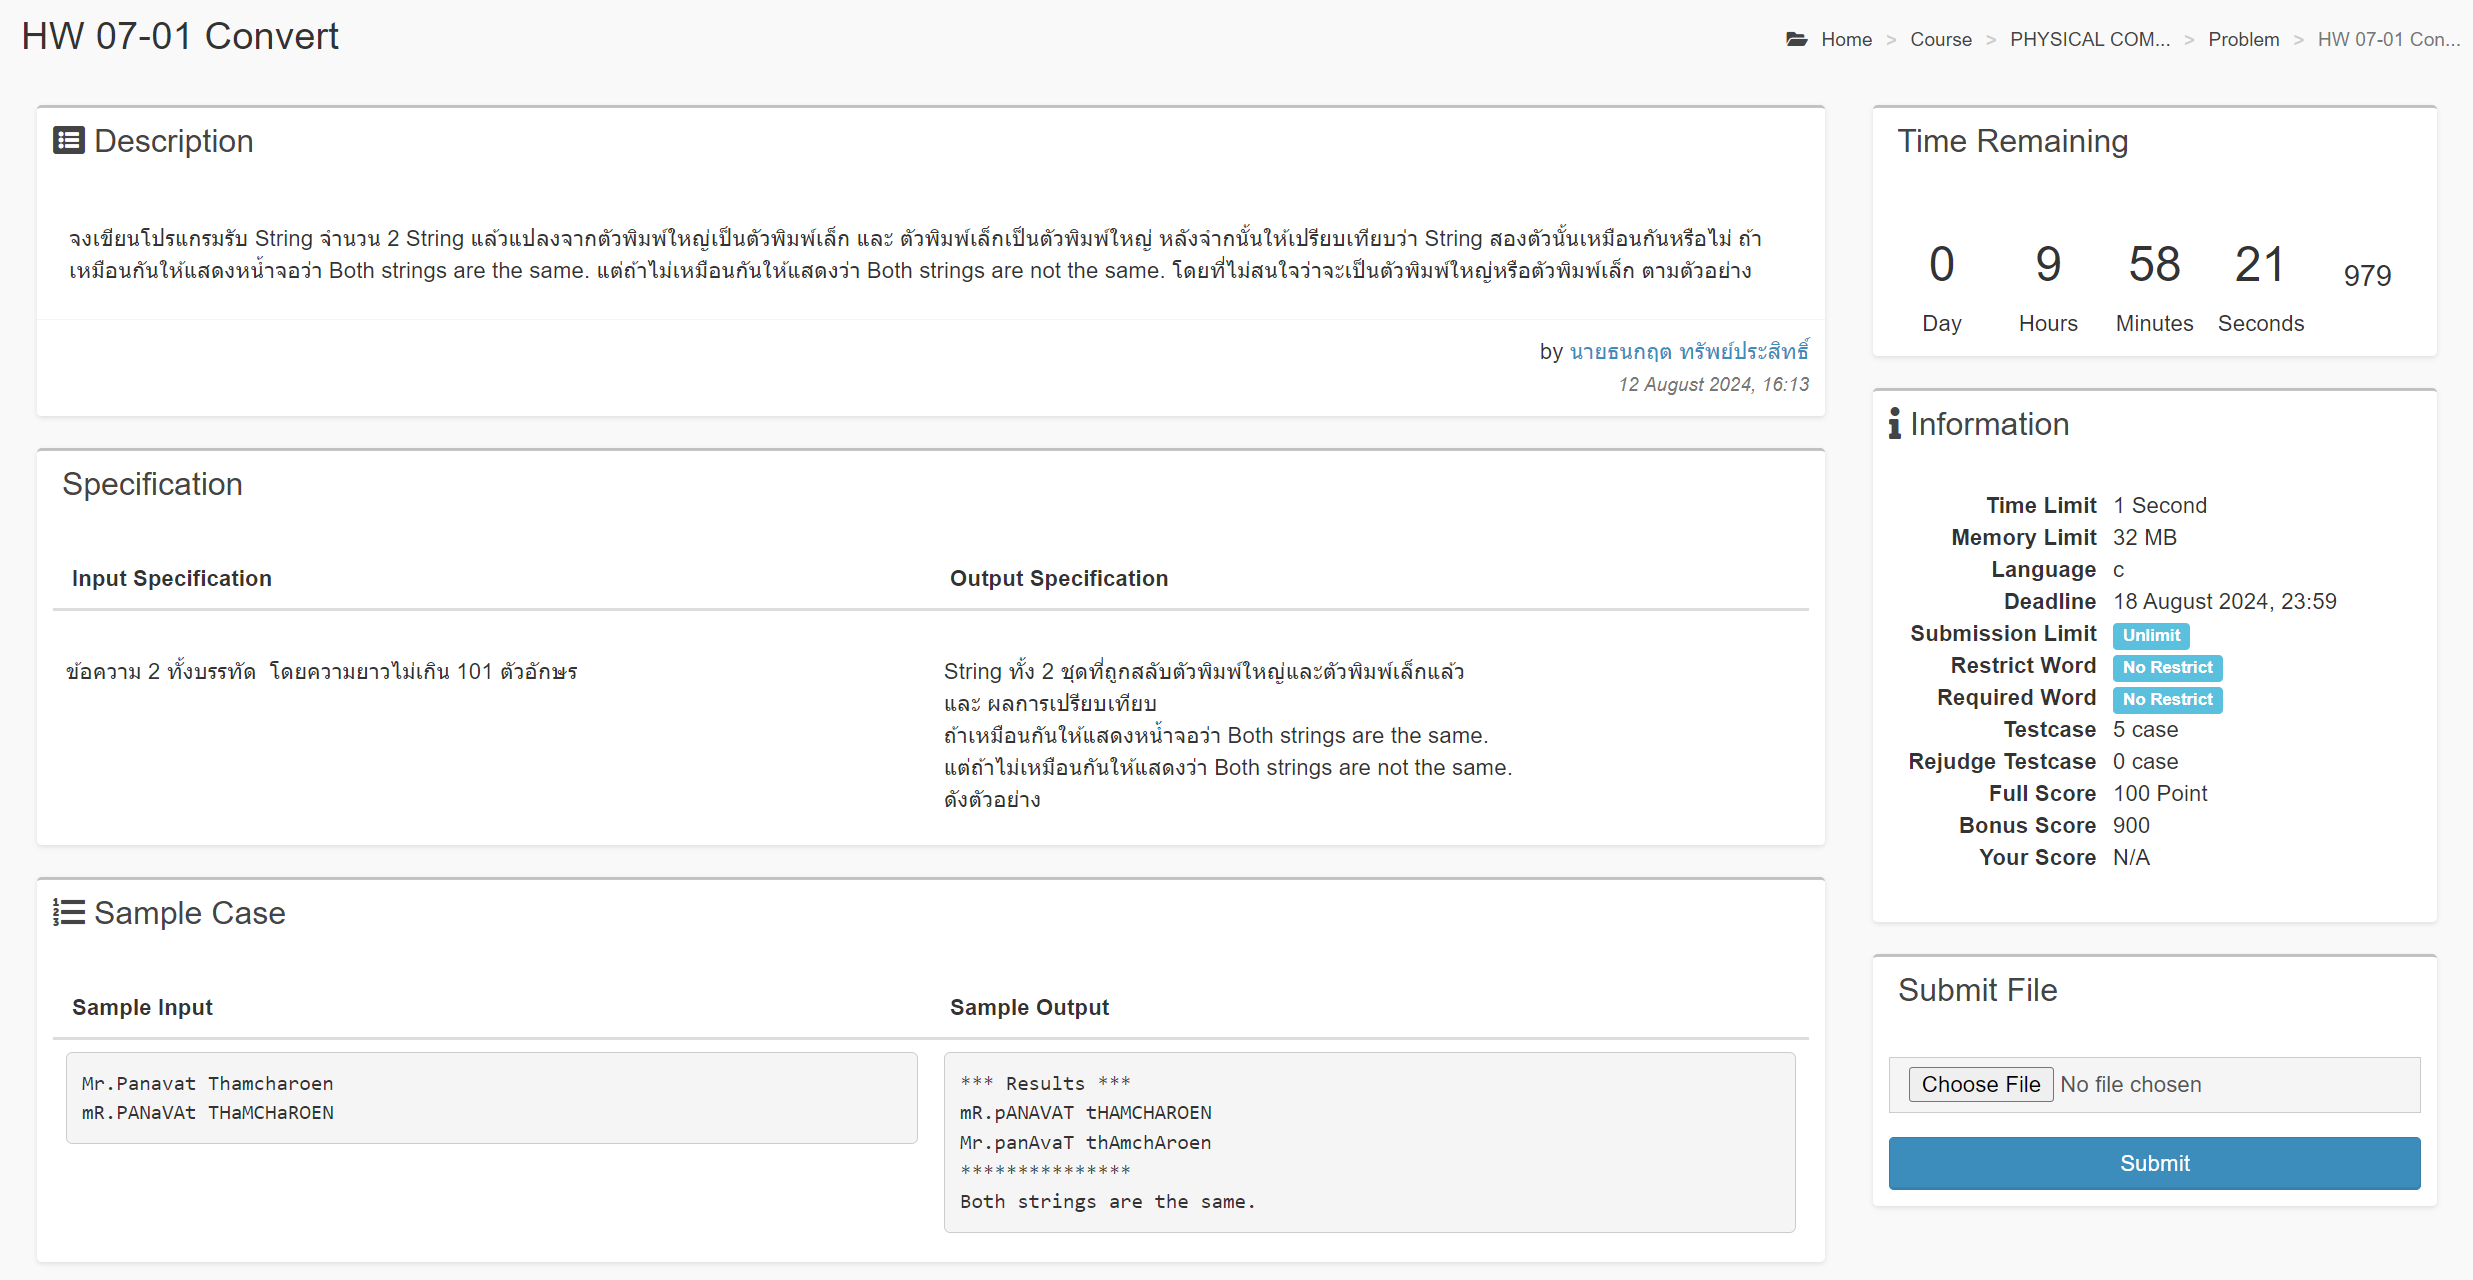 HW 07-01 Convert
Home > Course > PHYSICAL COM... > Problem > HW 07-01 Con...
Description
จงเขียนโปรแกรมรับ String จำนวน 2 String แล้วแปลงจากตัวพิมพ์ใหญ่เป็นตัวพิมพ์เล็ก และ ตัวพิมพ์เล็กเป็นตัวพิมพ์ใหญ่ หลังจากนั้นให้เปรียบเทียบว่า String สองตัวนั้นเหมือนกันหรือไม่ ถ้า
เหมือนกันให้แสดงหน้าจอว่า Both strings are the same. แต่ถ้าไม่เหมือนกันให้แสดงว่า Both strings are not the same. โดยที่ไม่สนใจว่าจะเป็นตัวพิมพ์ใหญ่หรือตัวพิมพ์เล็ก ตามตัวอย่าง
by นายธนกฤต ทรัพย์ประสิทธิ์
12 August 2024, 16:13
Specification
Input Specification
Output Specification
ข้อความ 2 ทั้งบรรทัด โดยความยาวไม่เกิน 101 ตัวอักษร
String ทั้ง 2 ชุดที่ถูกสลับตัวพิมพ์ใหญ่และตัวพิมพ์เล็กแล้ว
และ ผลการเปรียบเทียบ
ถ้าเหมือนกันให้แสดงหน้าจอว่า Both strings are the same.
แต่ถ้าไม่เหมือนกันให้แสดงว่า Both strings are not the same.
ดังตัวอย่าง
Sample Case
Sample Input
Sample Output
Mr.Panavat Thamcharoen
mR.PANaVAt THaMCHaROEN
*** Results ***
mR.pANAVAT tHAMCHAROEN
Mr.panAvaT thAmchAroen
***************
Both strings are the same.
Time Remaining
0 9 58 21 979
Day Hours Minutes Seconds
Information
Time Limit 1 Second
Memory Limit 32 MB
Language c
Deadline 18 August 2024, 23:59
Submission Limit Unlimit
Restrict Word No Restrict
Required Word No Restrict
Testcase 5 case
Rejudge Testcase 0 case
Full Score 100 Point
Bonus Score 900
Your Score N/A
Submit File
Choose File No file chosen
Submit